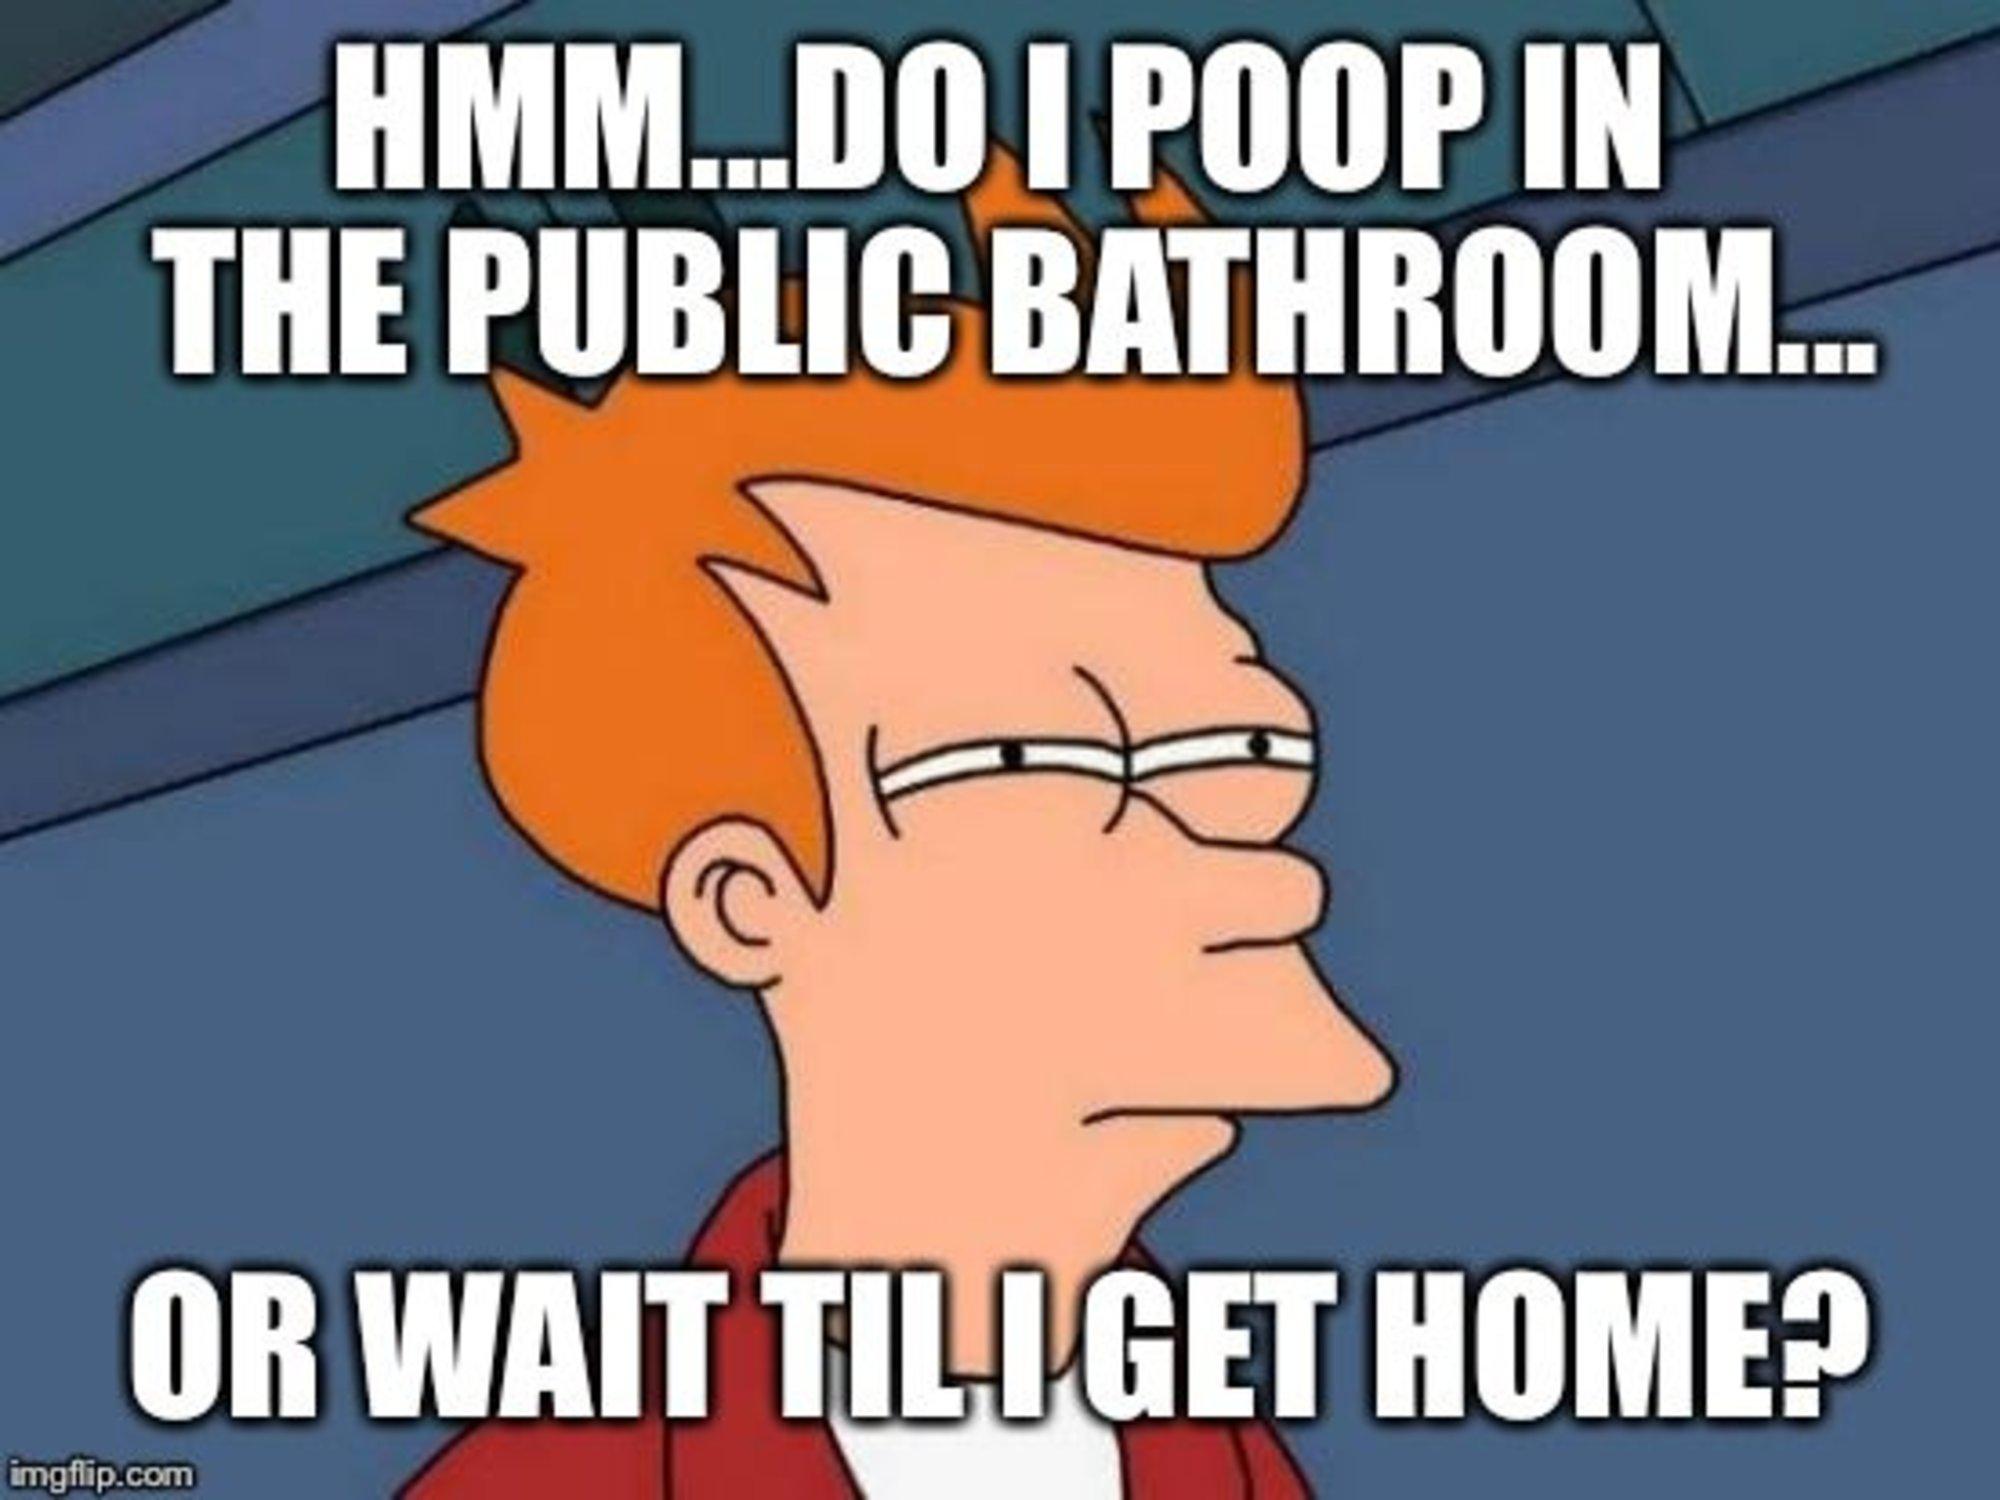 HMM...DO I POOP IN
THE PUBLIC BATHROOM...
OR WAIT TIL I GET HOME?
imgflip.com